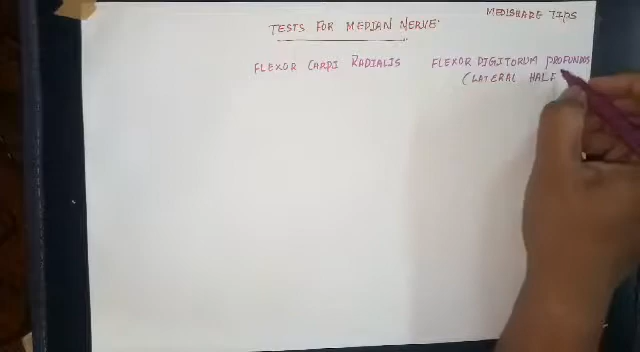 MEDISHARE TIPS
TESTS FOR MEDIAN NERVE
FLEXOR CARPI RADIALIS
FLEXOR DIGITORUM PROFUNDUS
(LATERAL HALF